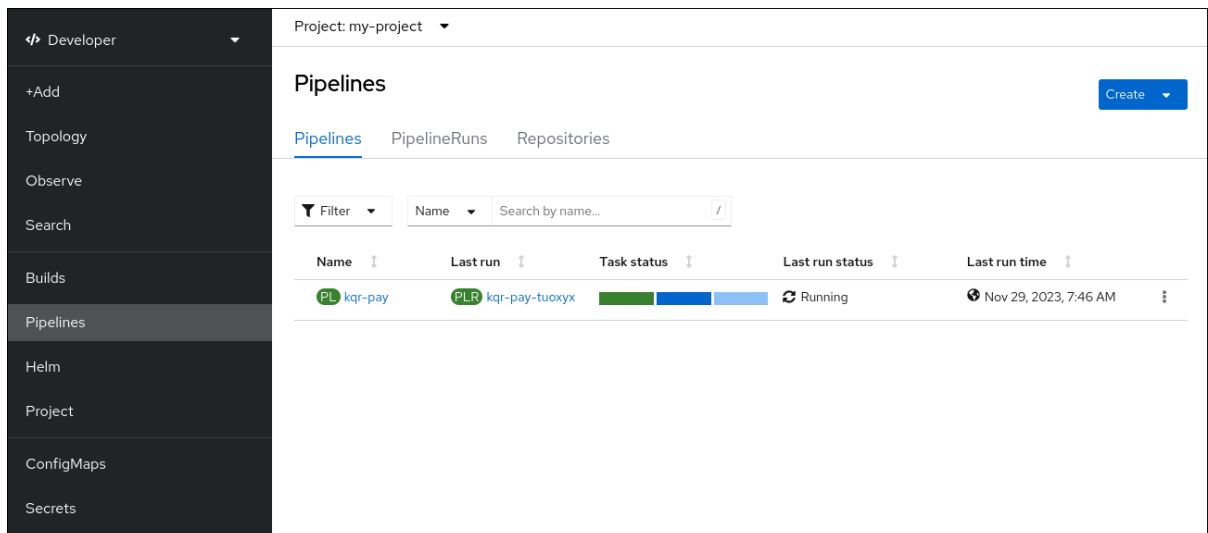 Developer
+Add
Topology
Observe
Search
Builds
Pipelines
Helm
Project
ConfigMaps
Secrets
Project: my-project
Pipelines
Create
Pipelines PipelineRuns Repositories
Filter Name Search by name... /
Name Last run Task status Last run status Last run time
PL kqr-pay PLR kqr-pay-tuoxyx Running Nov 29, 2023, 7:46 AM